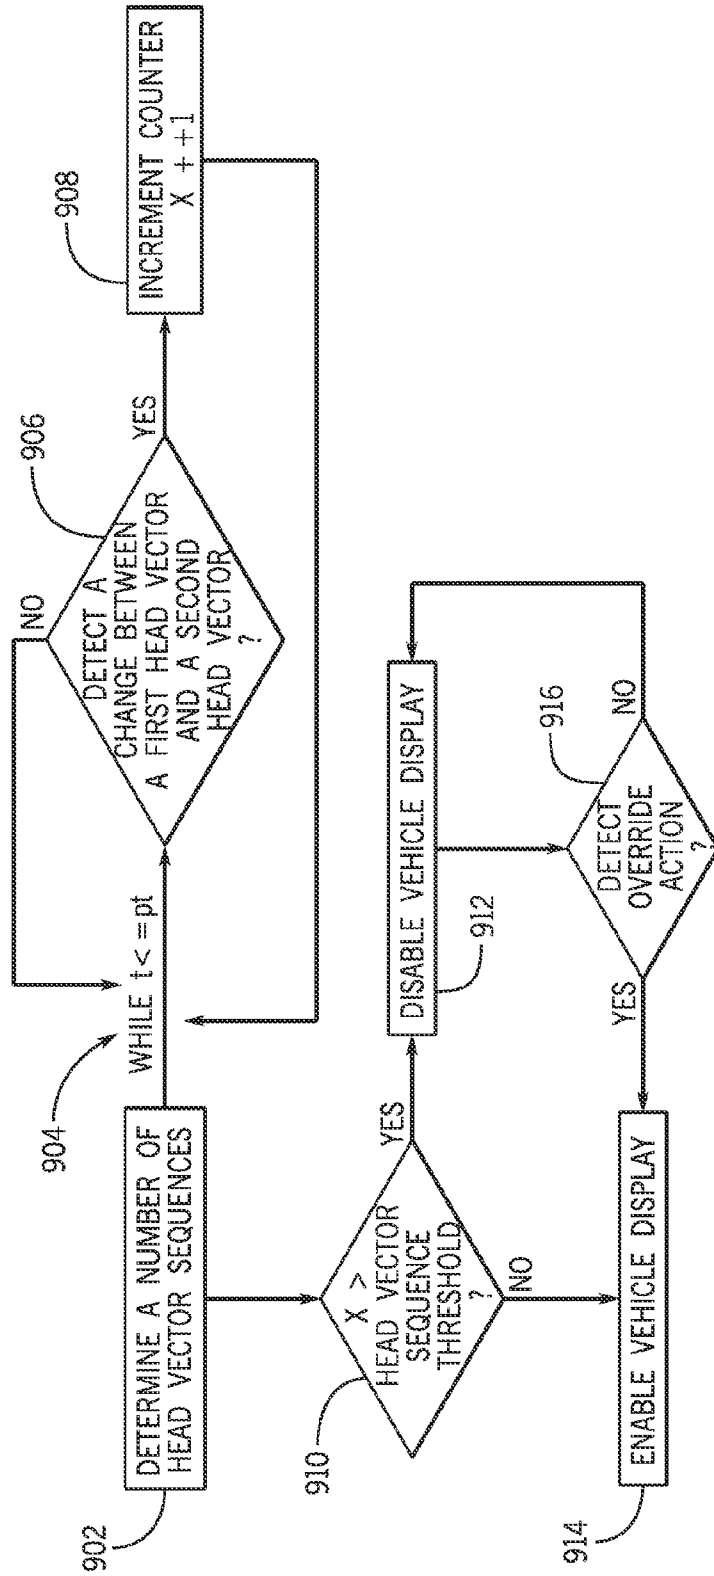 902
DETERMINE A NUMBER OF
HEAD VECTOR SEQUENCES
904
WHILE t< =pt
906
DETECT A
CHANGE BETWEEN
A FIRST HEAD VECTOR
AND A SECOND
HEAD VECTOR
?
NO
YES
908
INCREMENT COUNTER
X + +1
910
X >
HEAD VECTOR
SEQUENCE
THRESHOLD
?
YES
NO
912
DISABLE VEHICLE DISPLAY
914
ENABLE VEHICLE DISPLAY
916
DETECT
OVERRIDE
ACTION
?
YES
NO